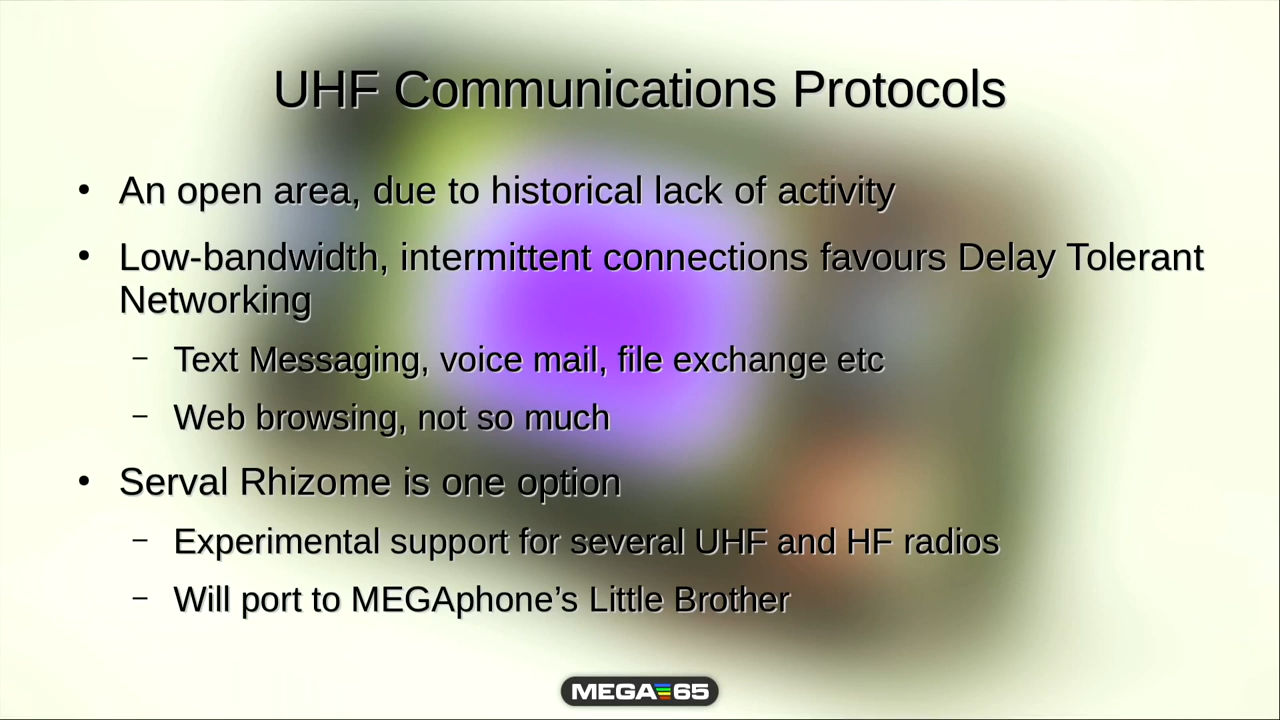 UHF Communications Protocols
• An open area, due to historical lack of activity
• Low-bandwidth, intermittent connections favours Delay Tolerant
Networking
– Text Messaging, voice mail, file exchange etc
– Web browsing, not so much
• Serval Rhizome is one option
– Experimental support for several UHF and HF radios
– Will port to MEGAphone’s Little Brother
MEGA65